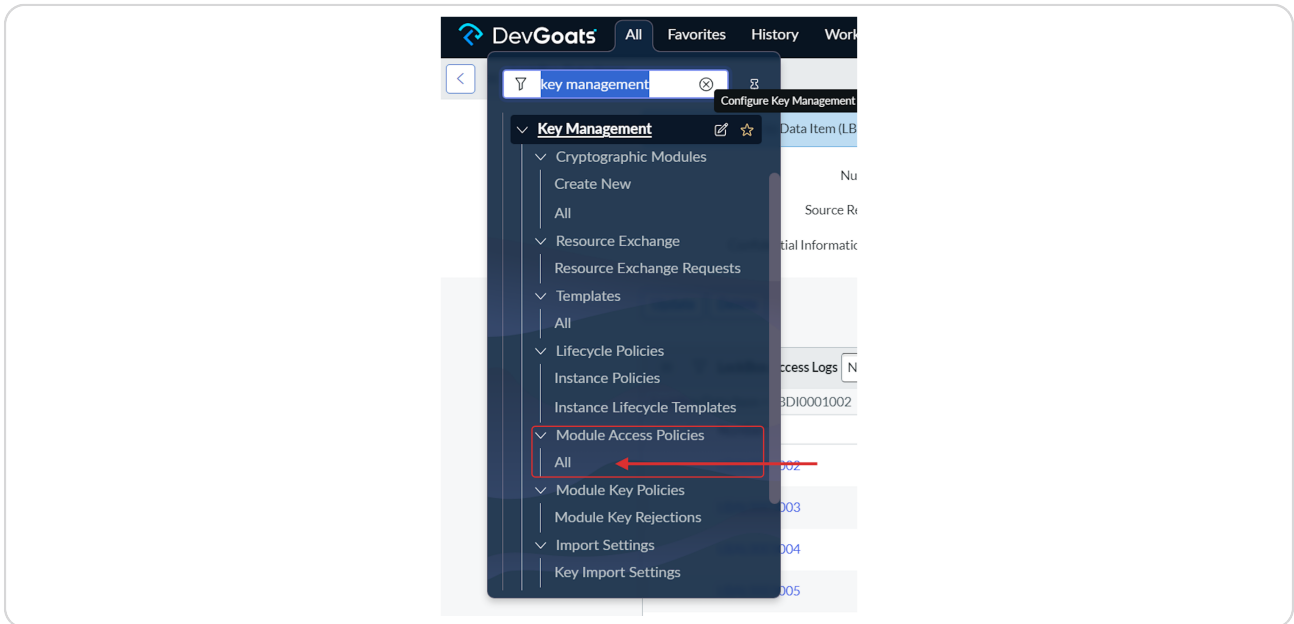 DevGoats All Favorites History Work
key management
Configure Key Management
Key Management
Data Item (LB
Cryptographic Modules
Nu
Create New
Source Re
All
Resource Exchange
tial Informatio
Resource Exchange Requests
Templates
All
Lifecycle Policies
ccess Logs N
Instance Policies
BDI0001002
Instance Lifecycle Templates
Module Access Policies
All
002
Module Key Policies
003
Module Key Rejections
Import Settings
004
Key Import Settings
005